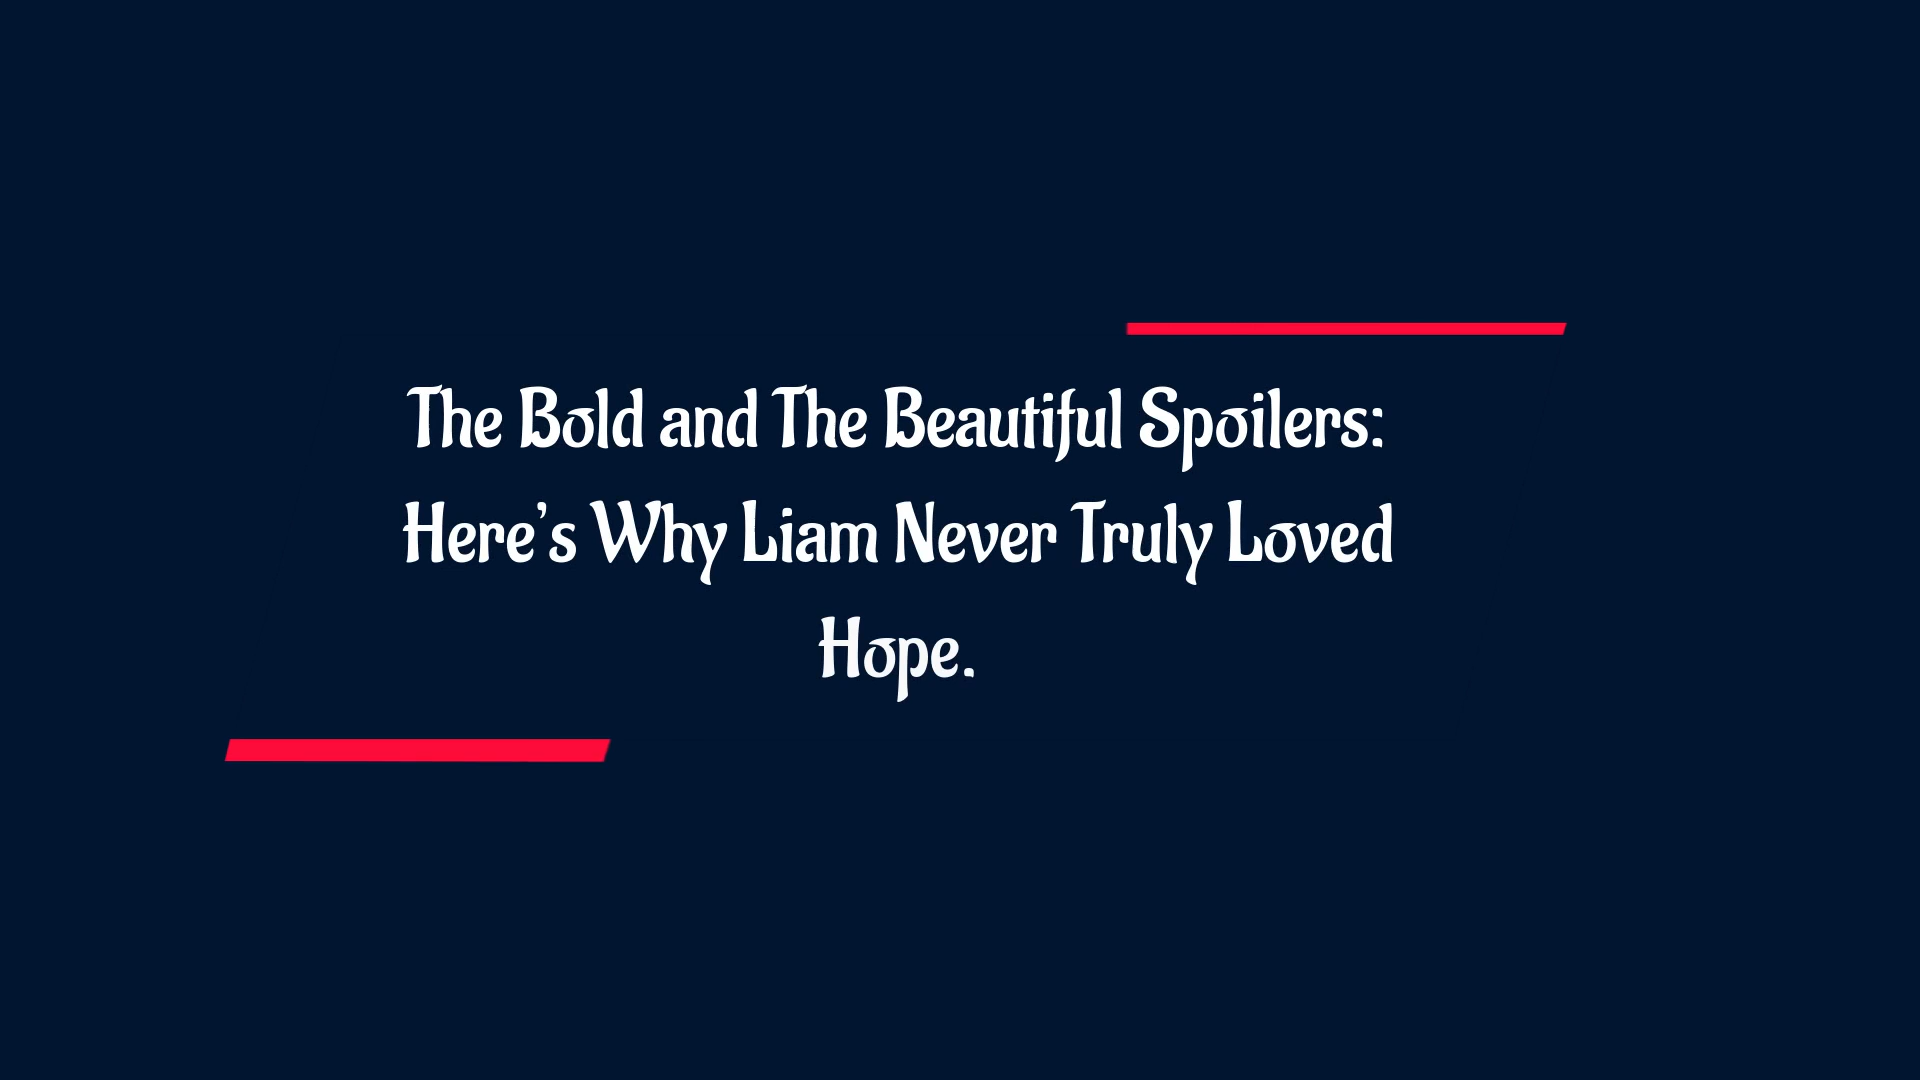 The Bold and The Beautiful Spoilers:
Here's Why Liam Never Truly Loved
Hope.